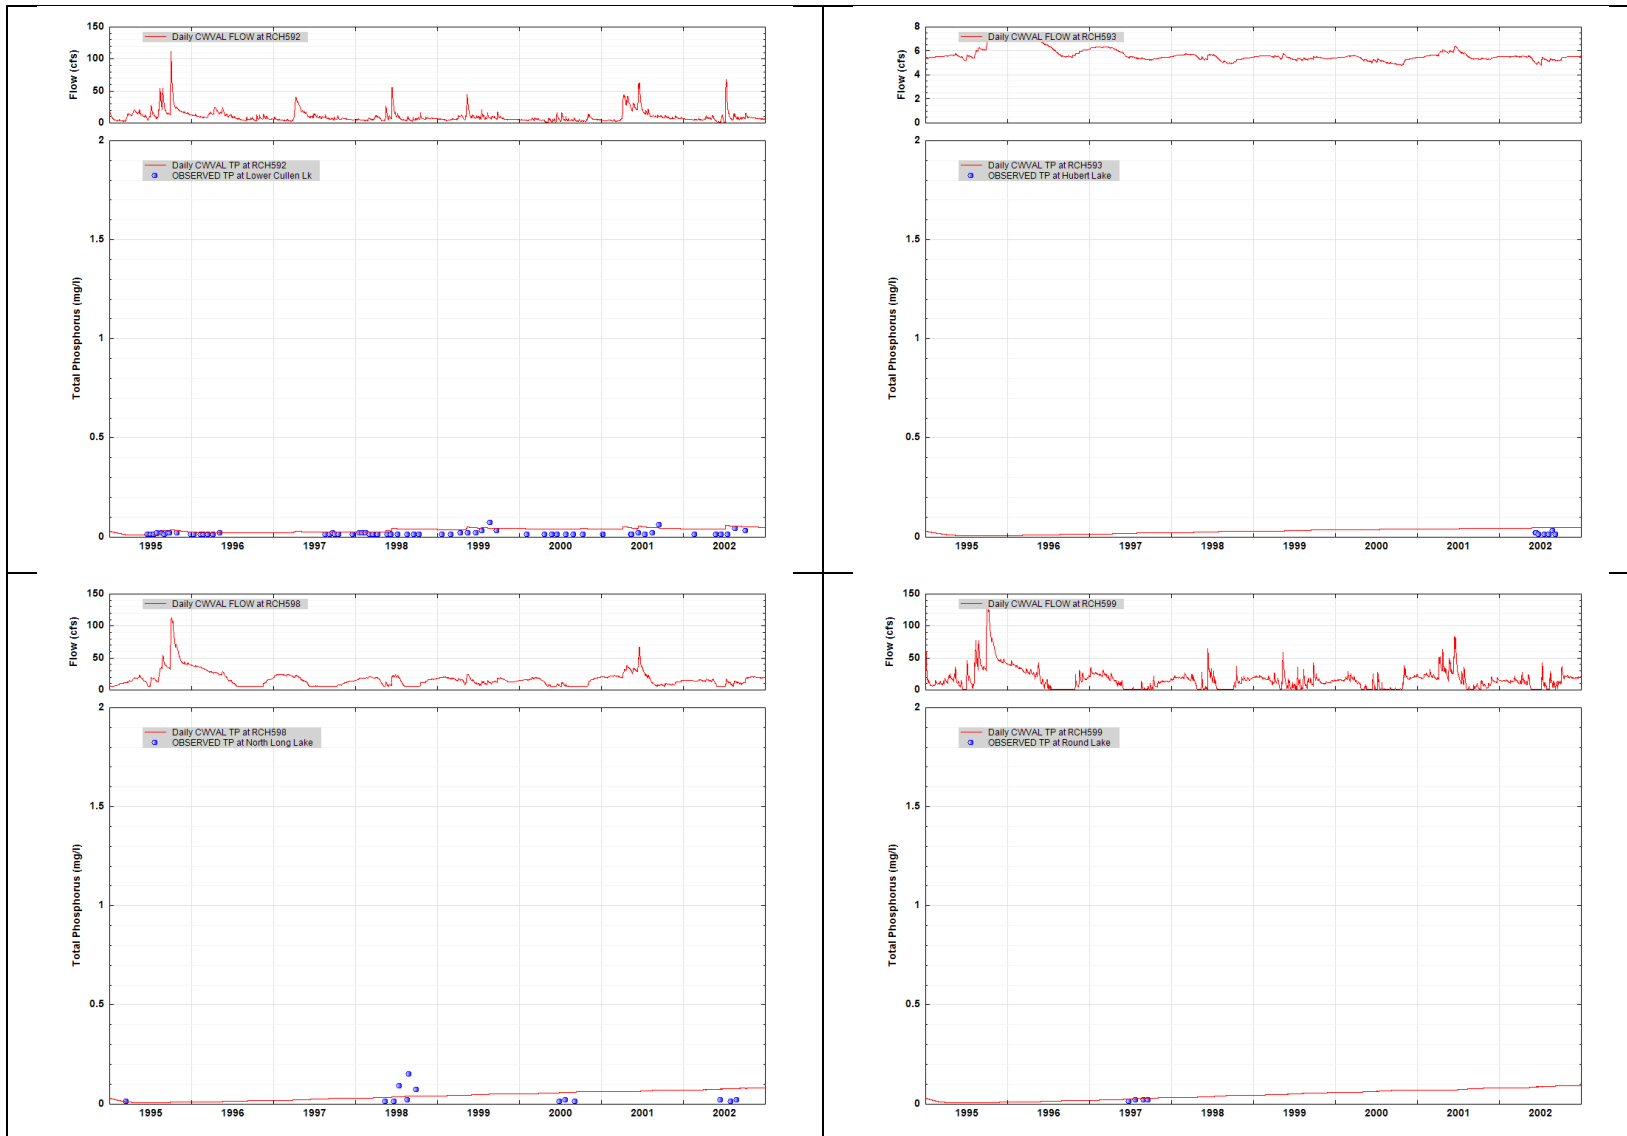 150
100
50
0
Flow (cfs)
Daily CWVAL FLOW at RCH592
2
1.5
1
0.5
0
Total Phosphorus (mg/l)
Daily CWVAL TP at RCH592
OBSERVED TP at Lower Cullen Lk
1995 1996 1997 1998 1999 2000 2001 2002
8
6
4
2
0
Flow (cfs)
Daily CWVAL FLOW at RCH593
2
1.5
1
0.5
0
Total Phosphorus (mg/l)
Daily CWVAL TP at RCH593
OBSERVED TP at Hubert Lake
1995 1996 1997 1998 1999 2000 2001 2002
150
100
50
0
Flow (cfs)
Daily CWVAL FLOW at RCH598
2
1.5
1
0.5
0
Total Phosphorus (mg/l)
Daily CWVAL TP at RCH598
OBSERVED TP at North Long Lake
1995 1996 1997 1998 1999 2000 2001 2002
150
100
50
0
Flow (cfs)
Daily CWVAL FLOW at RCH599
2
1.5
1
0.5
0
Total Phosphorus (mg/l)
Daily CWVAL TP at RCH599
OBSERVED TP at Round Lake
1995 1996 1997 1998 1999 2000 2001 2002